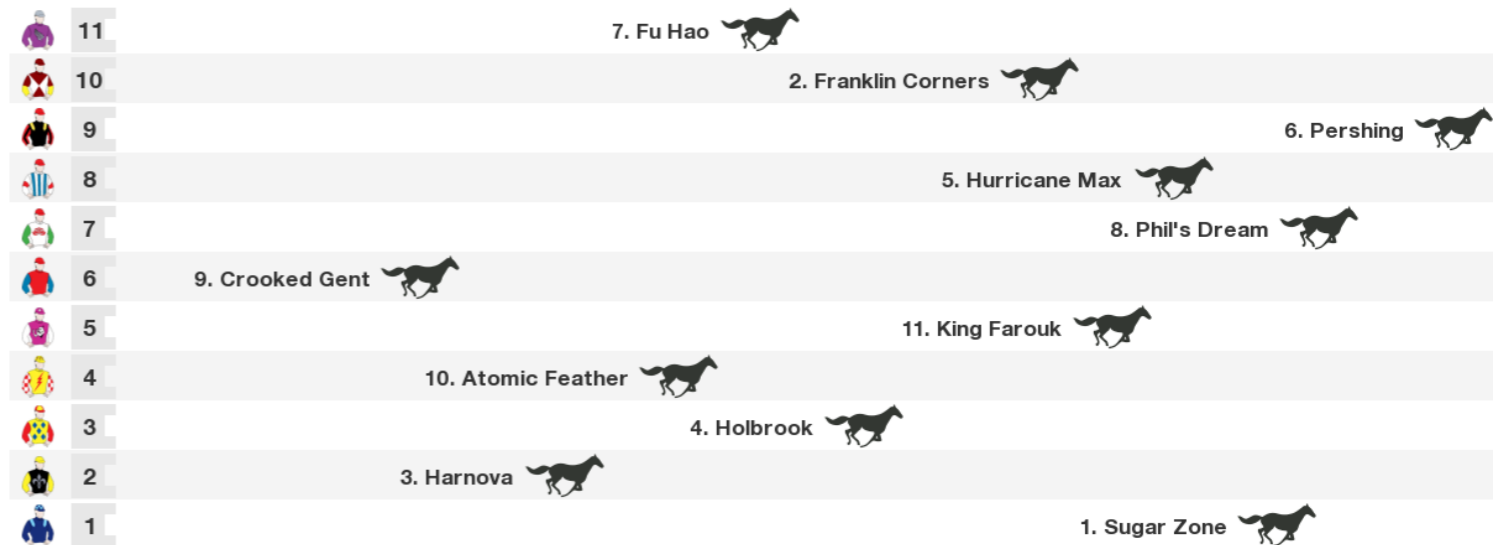 11 7. Fu Hao
10 2. Franklin Corners
9 6. Pershing
8 5. Hurricane Max
7 8. Phil's Dream
6 9. Crooked Gent
5 11. King Farouk
4 10. Atomic Feather
3 4. Holbrook
2 3. Harnova
1 1. Sugar Zone